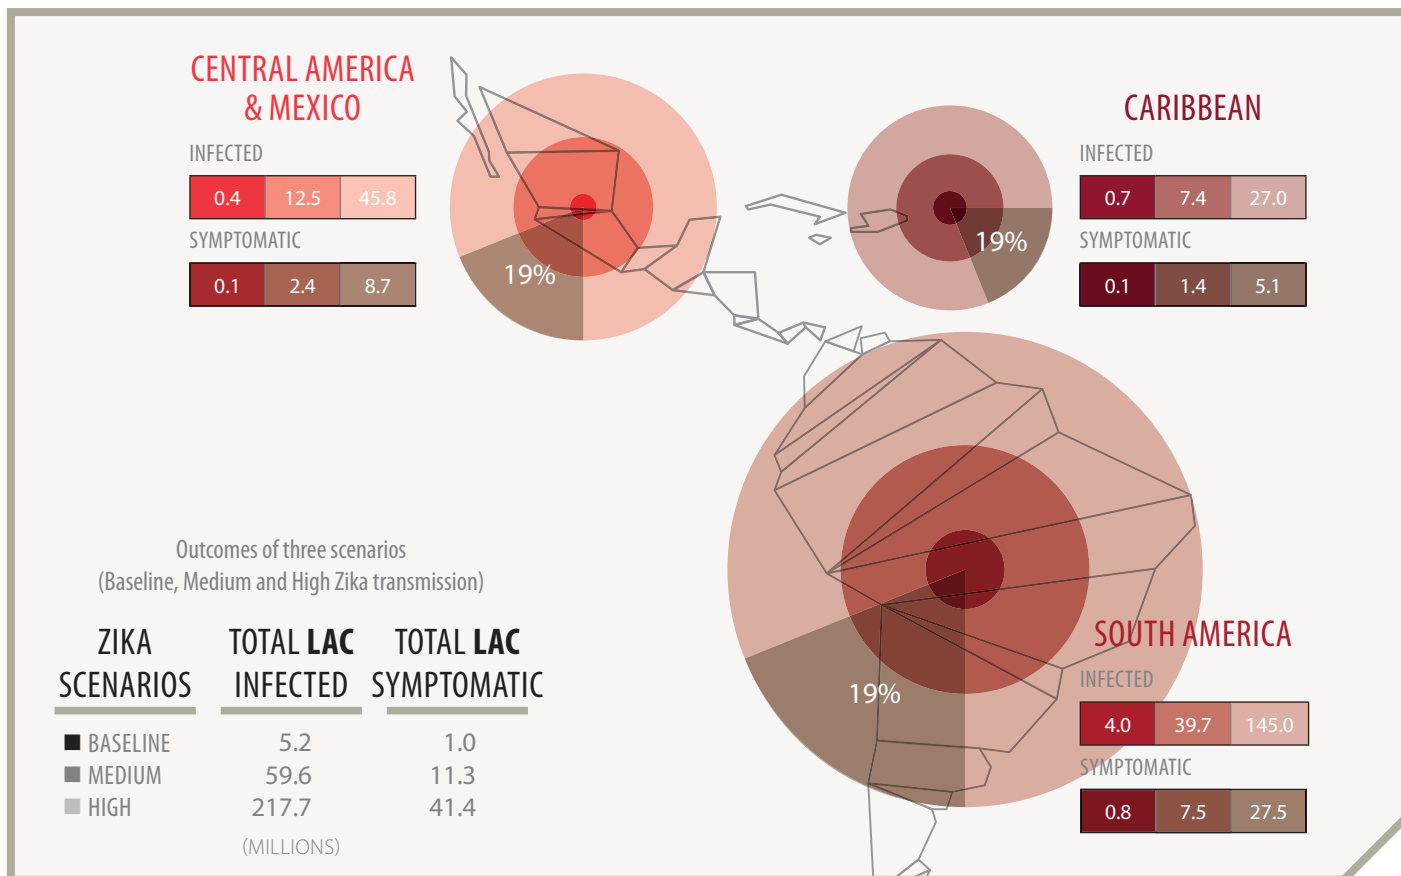 CENTRAL AMERICA
& MEXICO
INFECTED
0.4 12.5 45.8
SYMPTOMATIC
0.1 2.4 8.7
19%
CARIBBEAN
INFECTED
0.7 7.4 27.0
SYMPTOMATIC
0.1 1.4 5.1
19%
SOUTH AMERICA
INFECTED
4.0 39.7 145.0
SYMPTOMATIC
0.8 7.5 27.5
19%
Outcomes of three scenarios
(Baseline, Medium and High Zika transmission)
ZIKA SCENARIOS
TOTAL LAC INFECTED
TOTAL LAC SYMPTOMATIC
BASELINE 5.2 1.0
MEDIUM 59.6 11.3
HIGH 217.7 41.4
(MILLIONS)